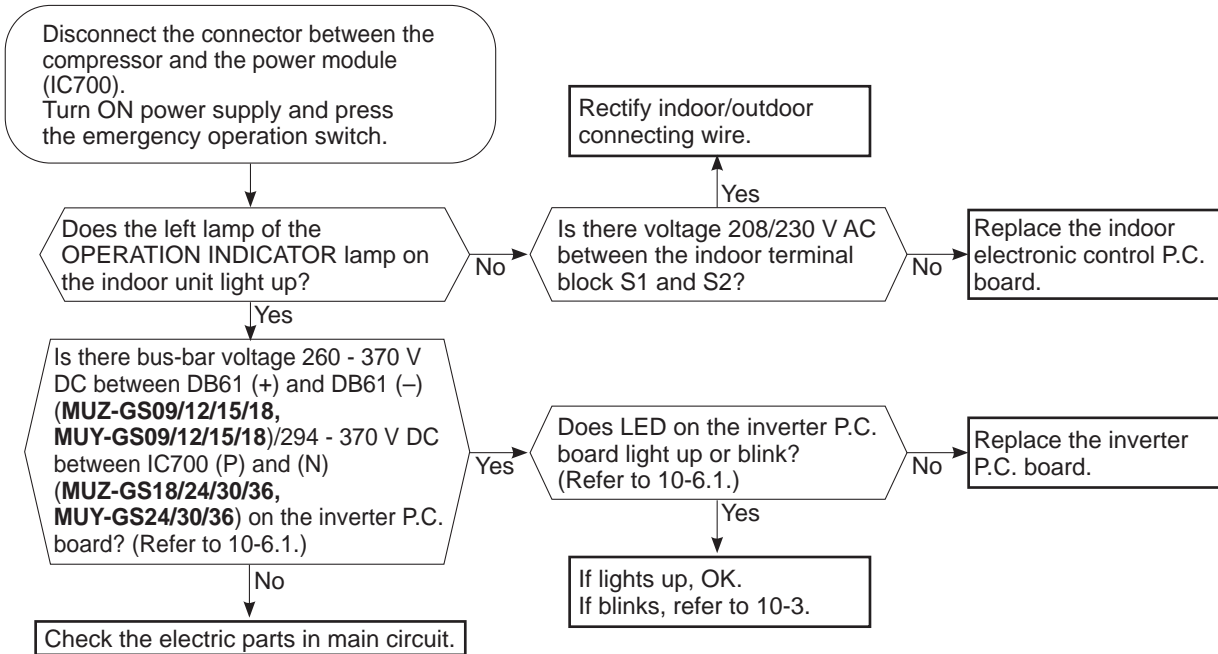 Disconnect the connector between the
compressor and the power module
(IC700).
Turn ON power supply and press
the emergency operation switch.
Rectify indoor/outdoor
connecting wire.
Yes
Does the left lamp of the
OPERATION INDICATOR lamp on
the indoor unit light up?
No
Is there voltage 208/230 V AC
between the indoor terminal
block S1 and S2?
No
Replace the indoor
electronic control P.C.
board.
Yes
Is there bus-bar voltage 260 - 370 V
DC between DB61 (+) and DB61 (–)
(MUZ-GS09/12/15/18,
MUY-GS09/12/15/18)/294 - 370 V DC
between IC700 (P) and (N)
(MUZ-GS18/24/30/36,
MUY-GS24/30/36) on the inverter P.C.
board? (Refer to 10-6.1.)
Yes
Does LED on the inverter P.C.
board light up or blink?
(Refer to 10-6.1.)
No
Replace the inverter
P.C. board.
Yes
If lights up, OK.
If blinks, refer to 10-3.
No
Check the electric parts in main circuit.